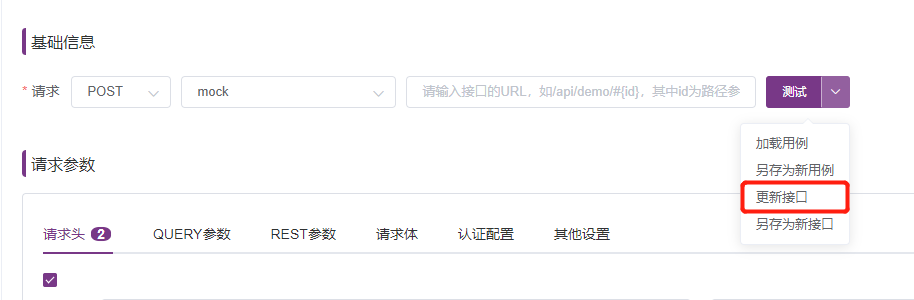 基础信息
* 请求 POST mock 请输入接口的URL，如/api/demo/#{id}，其中id为路径参 测试
加载用例
另存为新用例
更新接口
另存为新接口
请求参数
请求头 2 QUERY参数 REST参数 请求体 认证配置 其他设置